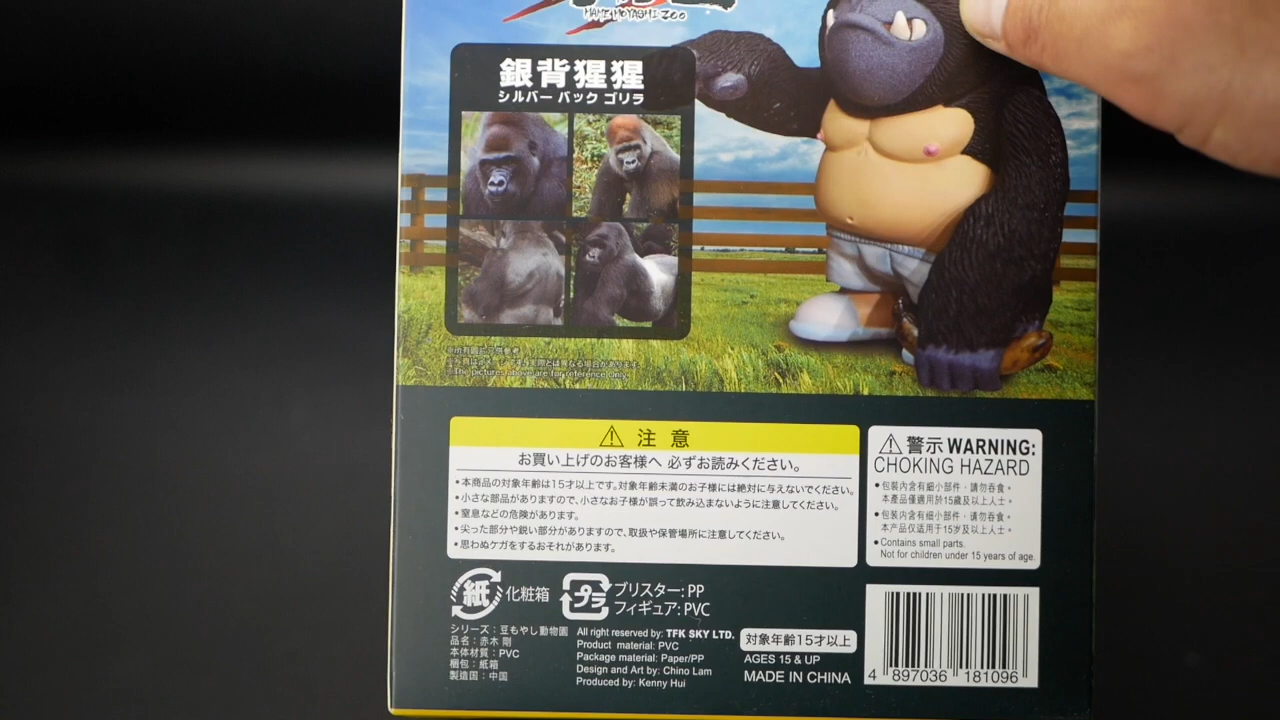 MAME MOYASHI ZOO
銀背猩猩
シルバー バック ゴリラ
※The pictures above are for reference only.
注意
お買い上げのお客様へ 必ずお読みください。
•本商品の対象年齢は15才以上です。対象年齢未満のお子様には絶対に与えないでください。
•小さな部品がありますので、小さなお子様が誤って飲み込まないように注意してください。
•窒息などの危険があります。
•尖った部分や鋭い部分がありますので、取扱や保管場所に注意してください。
•思わぬケガをするおそれがあります。
警示 WARNING:
CHOKING HAZARD
•包裝內含有細小部件，請勿吞食。
本產品僅適用於15歲及以上人士。
•包装内含有细小部件，请勿吞食。
本产品仅适用于15岁及以上人士。
•Contains small parts.
Not for children under 15 years of age.
紙 化粧箱
プラ ブリスター: PP
フィギュア: PVC
シリーズ：豆もやし動物園
品名：赤木 剛
本体材質：PVC
梱包：紙箱
製造国：中国
All right reserved by: TFK SKY LTD.
Product material: PVC
Package material: Paper/PP
Design and Art by: Chino Lam
Produced by: Kenny Hui
対象年齢15才以上
AGES 15 & UP
MADE IN CHINA
4 897036 181096